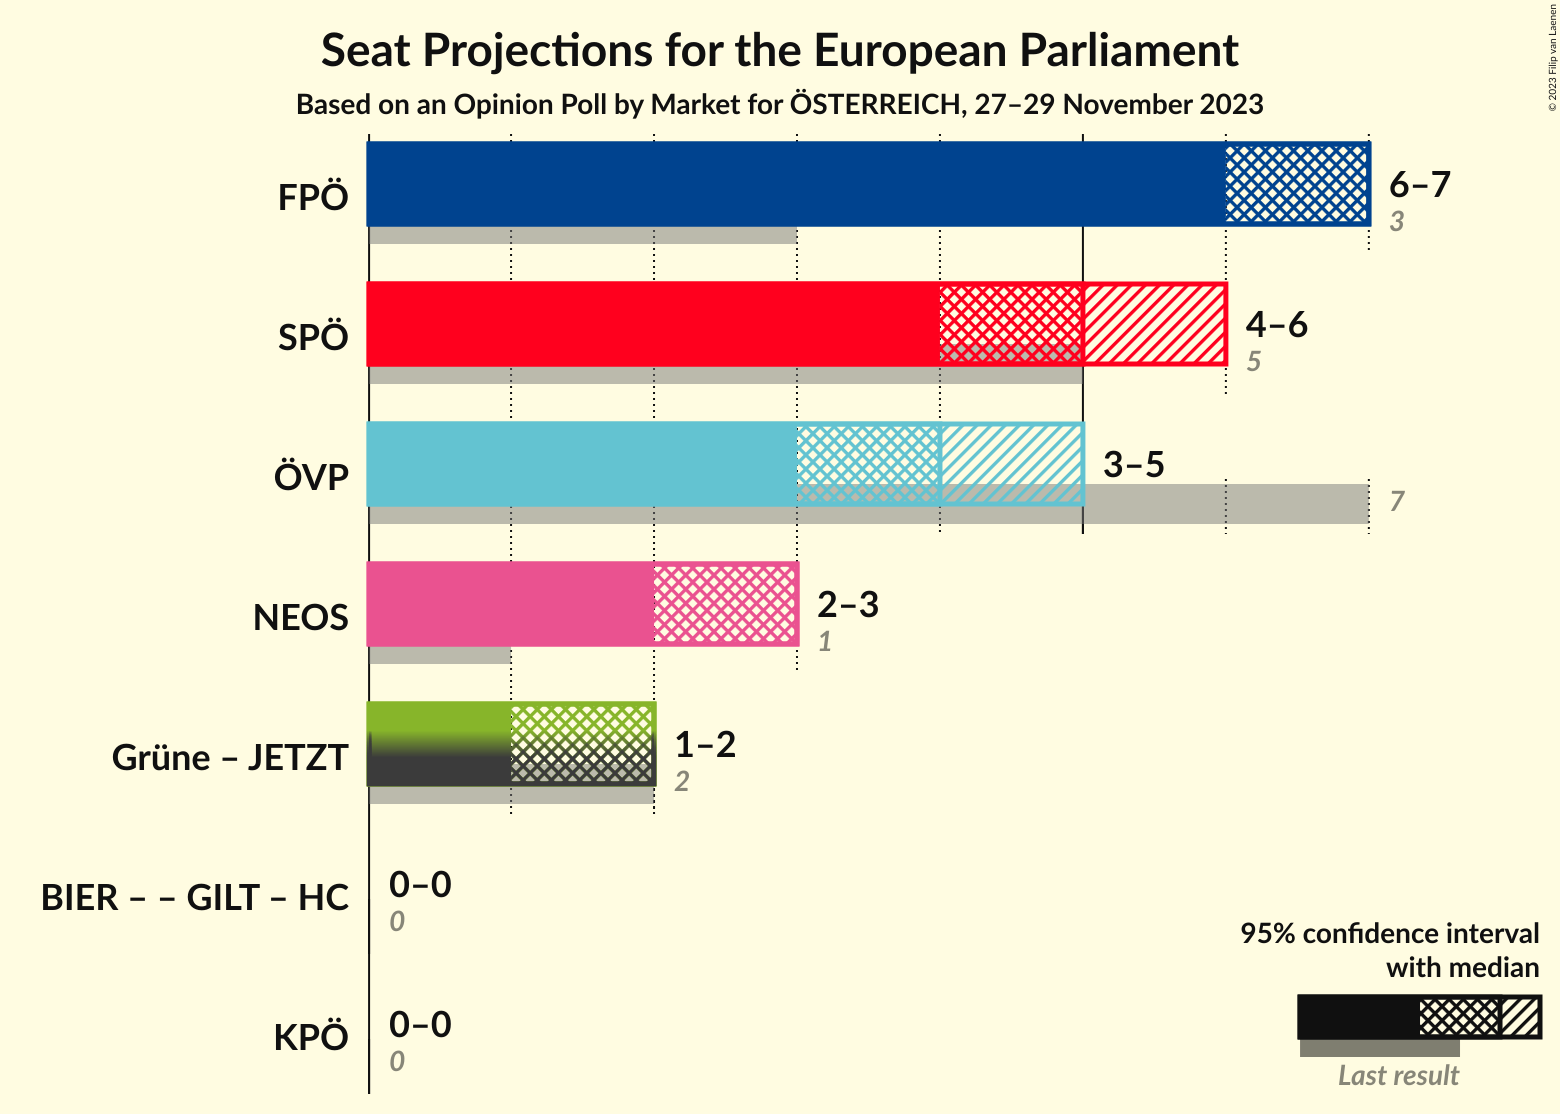 Seat Projections for the European Parliament
Based on an Opinion Poll by Market for ÖSTERREICH, 27–29 November 2023
© 2023 Filip van Laenen
FPÖ
6–7
3
SPÖ
4–6
5
ÖVP
3–5
7
NEOS
2–3
1
Grüne – JETZT
1–2
2
BIER – – GILT – HC
0–0
0
KPÖ
0–0
0
95% confidence interval
with median
Last result